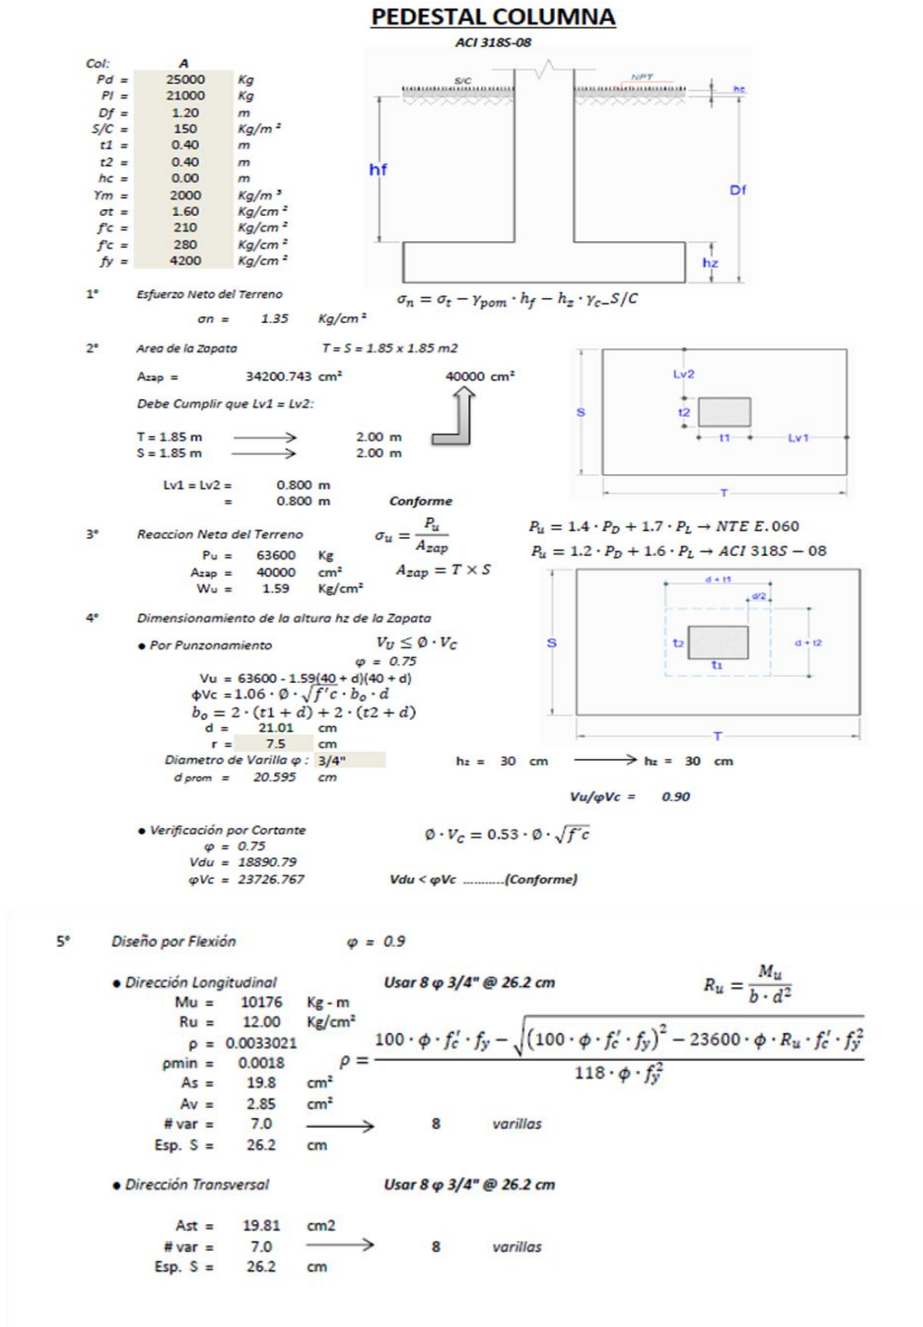 PEDESTAL COLUMNA
ACI 318S-08
Col: A
Pd = 25000 Kg
Pl = 21000 Kg
Df = 1.20 m
S/C = 150 Kg/m ²
t1 = 0.40 m
t2 = 0.40 m
hc = 0.00 m
ϒm = 2000 Kg/m ³
σt = 1.60 Kg/cm ²
f'c = 210 Kg/cm ²
f'c = 280 Kg/cm ²
fy = 4200 Kg/cm ²
S/C
NPT
hc
hf
Df
hz
1° Esfuerzo Neto del Terreno
σₙ = σₜ − γpom · hf − hz · γc_S/C
σn = 1.35 Kg/cm ²
2° Area de la Zapata T = S = 1.85 x 1.85 m2
Azap = 34200.743 cm² 40000 cm²
Debe Cumplir que Lv1 = Lv2:
T = 1.85 m 2.00 m
S = 1.85 m 2.00 m
Lv1 = Lv2 = 0.800 m
= 0.800 m Conforme
Lv2
S
t2
t1
Lv1
T
3° Reaccion Neta del Terreno
σu = Pu / Azap
Pu = 1.4 · PD + 1.7 · PL → NTE E.060
Pu = 63600 Kg
Pu = 1.2 · PD + 1.6 · PL → ACI 318S − 08
Azap = 40000 cm²
Azap = T × S
Wu = 1.59 Kg/cm²
d + t1
d/2
S
t2
t1
d + t2
T
4° Dimensionamiento de la altura hz de la Zapata
● Por Punzonamiento VU ≤ Ø · VC
φ = 0.75
Vu = 63600 - 1.59(40 + d)(40 + d)
ϕVc = 1.06 · Ø · √f′c · bo · d
bo = 2 · (t1 + d) + 2 · (t2 + d)
d = 21.01 cm
r = 7.5 cm
Diametro de Varilla φ : 3/4" hz = 30 cm → hz = 30 cm
d prom = 20.595 cm
Vu/φVc = 0.90
● Verificación por Cortante Ø · VC = 0.53 · Ø · √f′c
φ = 0.75
Vdu = 18890.79
φVc = 23726.767 Vdu < φVc ...........(Conforme)
5° Diseño por Flexión φ = 0.9
● Dirección Longitudinal Usar 8 φ 3/4" @ 26.2 cm
Ru = Mu / b · d²
Mu = 10176 Kg - m
Ru = 12.00 Kg/cm²
ρ = 0.0033021
ρ = 100 · ϕ · f′c · fy − √(100 · ϕ · f′c · fy)² − 23600 · ϕ · Ru · f′c · fy² / 118 · ϕ · fy²
ρmin = 0.0018
As = 19.8 cm²
Av = 2.85 cm²
# var = 7.0 8 varillas
Esp. S = 26.2 cm
● Dirección Transversal Usar 8 φ 3/4" @ 26.2 cm
Ast = 19.81 cm2
# var = 7.0 8 varillas
Esp. S = 26.2 cm